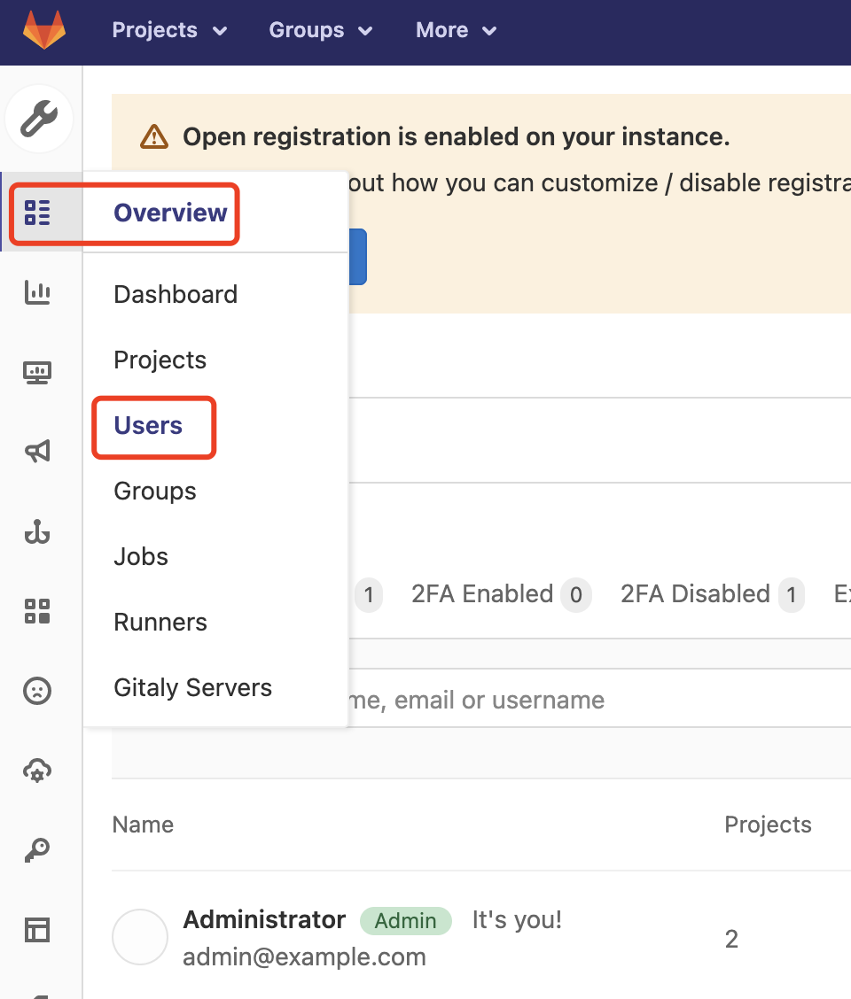 Projects Groups More
Open registration is enabled on your instance.
out how you can customize / disable registra
Overview
Dashboard
Projects
Users
Groups
Jobs
Runners
Gitaly Servers
1 2FA Enabled 0 2FA Disabled 1 Ex
me, email or username
Name Projects
Administrator Admin It's you!
admin@example.com
2